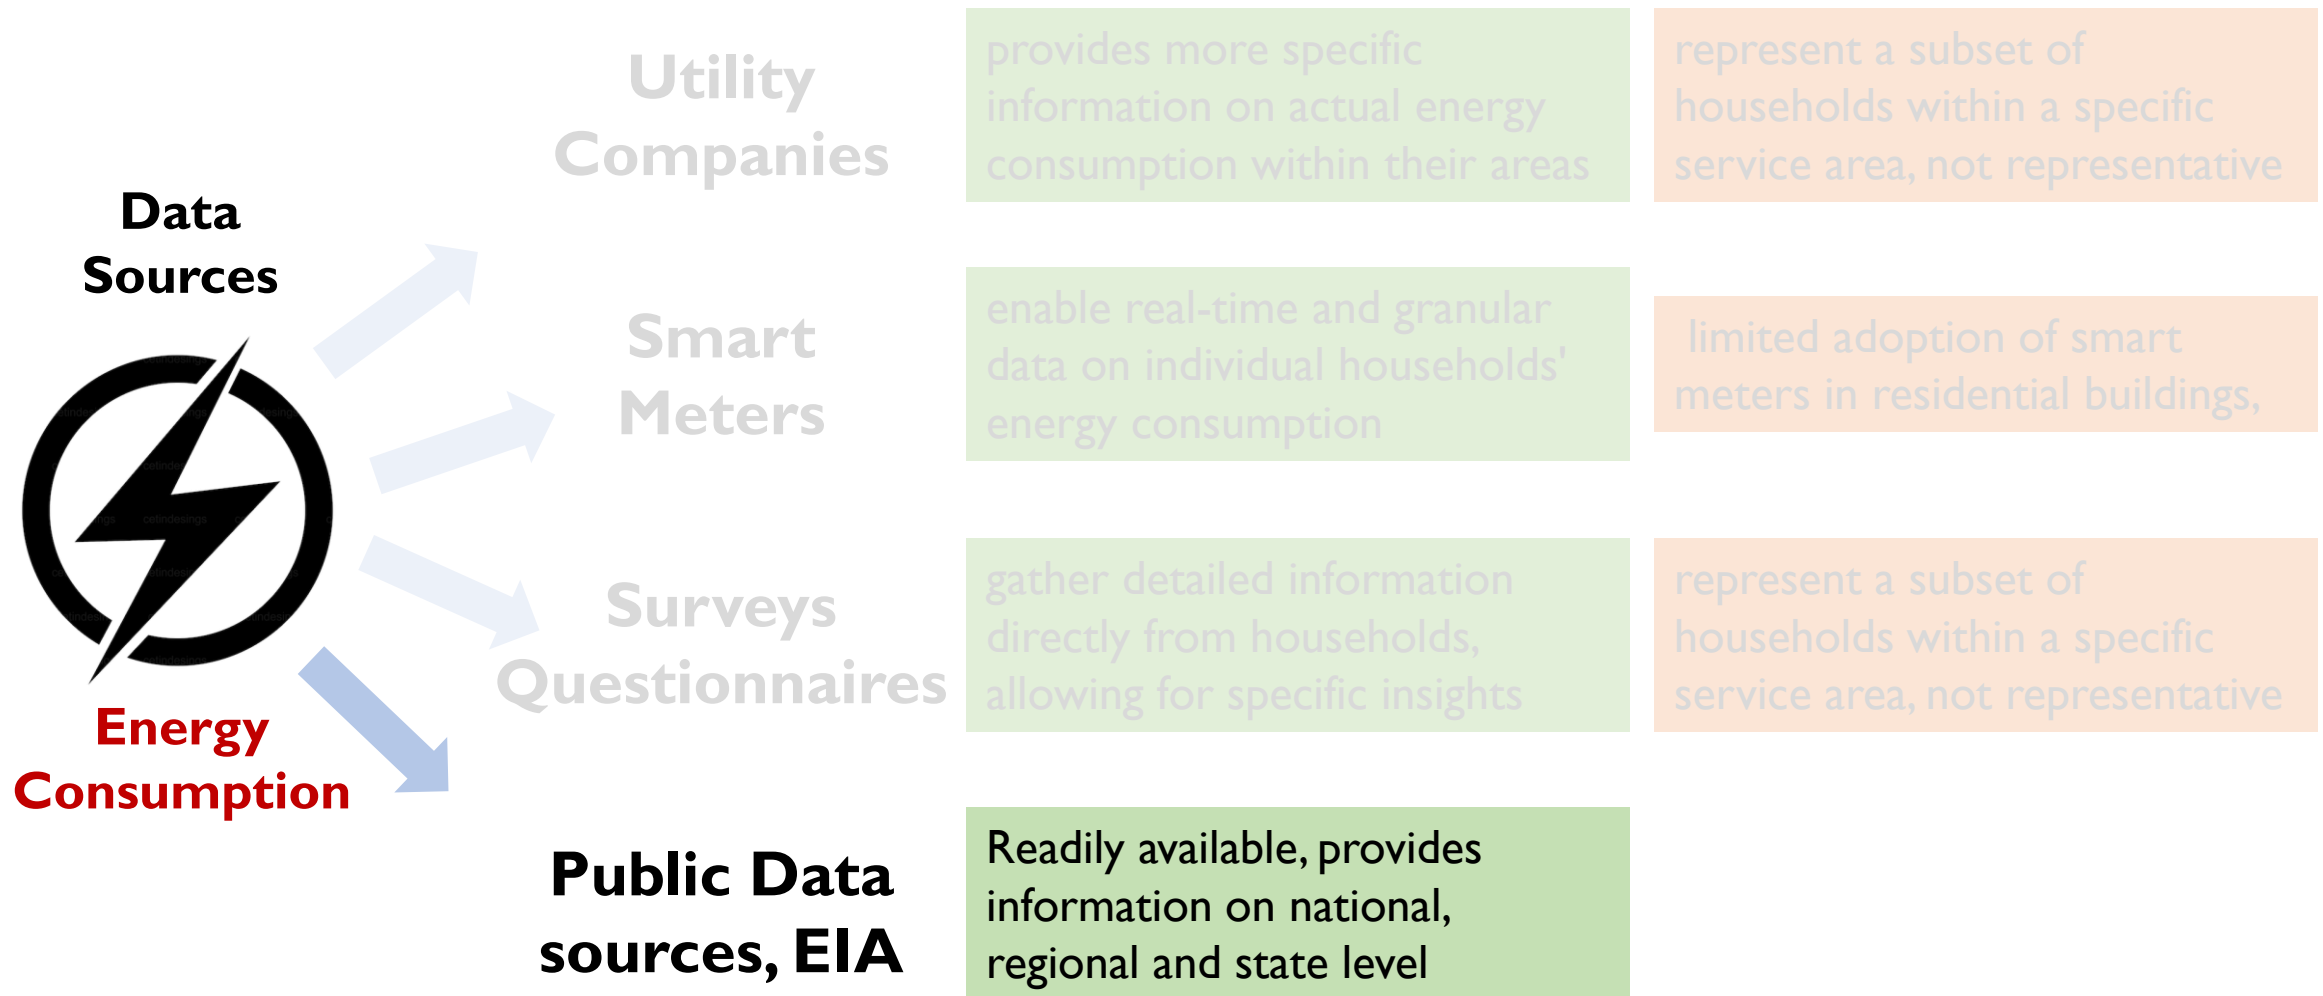 Data
Sources
Energy
Consumption
Utility
Companies
provides more specific
information on actual energy
consumption within their areas
represent a subset of
households within a specific
service area, not representative
Smart
Meters
enable real-time and granular
data on individual households'
energy consumption
limited adoption of smart
meters in residential buildings,
Surveys
Questionnaires
gather detailed information
directly from households,
allowing for specific insights
represent a subset of
households within a specific
service area, not representative
Public Data
sources, EIA
Readily available, provides
information on national,
regional and state level